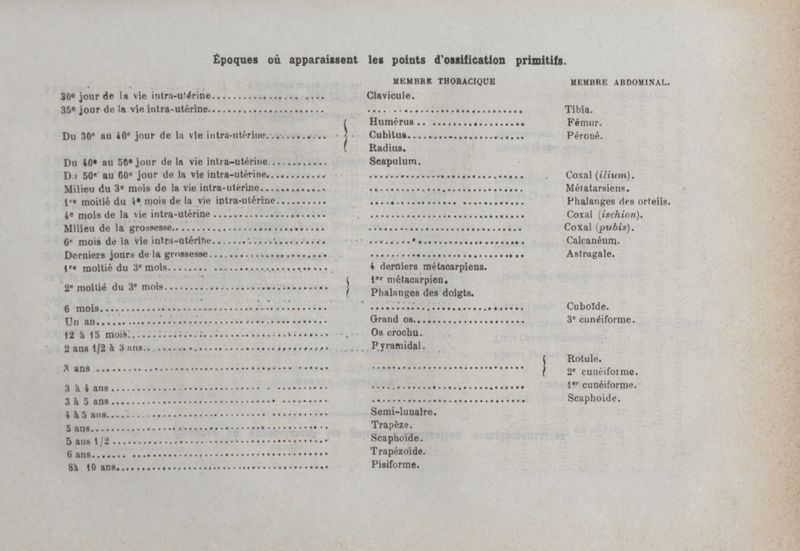 Époques où apparaissent les points d'ossification primitifs.
MEMBRE THORACIQUE MEMBRE ABDOMINAL.
30e jour de la vie intra-utérine.................... Clavicule.
35e jour de la vie intra-utérine.................... .................... Tibia.
Humérus .................... Fémur.
Du 30e au 40e jour de la vie intra-utérine.................... Cubitus.................... Péroné.
Radius.
Du 40e au 50e jour de la vie intra-utérine.................... Scapulum.
Du 50e au 60e jour de la vie intra-utérine.................... .................... Coxal (ilium).
Milieu du 3e mois de la vie intra-utérine.................... .................... Métatarsiens.
1re moitié du 4e mois de la vie intra-utérine.................... .................... Phalanges des orteils.
4e mois de la vie intra-utérine .................... .................... Coxal (ischion).
Milieu de la grossesse.................... .................... Coxal (pubis).
6e mois de la vie intra-utérine.................... .................... Calcanéum.
Derniers jours de la grossesse.................... .................... Astragale.
1re moitié du 3e mois.................... 4 derniers métacarpiens.
1er métacarpien.
2e moitié du 3e mois....................
Phalanges des doigts.
6 mois.................... .................... Cuboïde.
Un an.................... Grand os.................... 3e cunéiforme.
12 à 15 mois.................... Os crochu.
2 ans 1/2 à 3 ans.................... Pyramidal.
Rotule.
3 ans .................... ....................
2e cunéiforme.
3 à 4 ans.................... .................... 1er cunéiforme.
3 à 5 ans.................... .................... Scaphoïde.
4 à 5 ans.................... Semi-lunaire.
5 ans.................... Trapèze.
5 ans 1/2 .................... Scaphoïde.
6 ans.................... Trapézoïde.
8à 10 ans.................... Pisiforme.